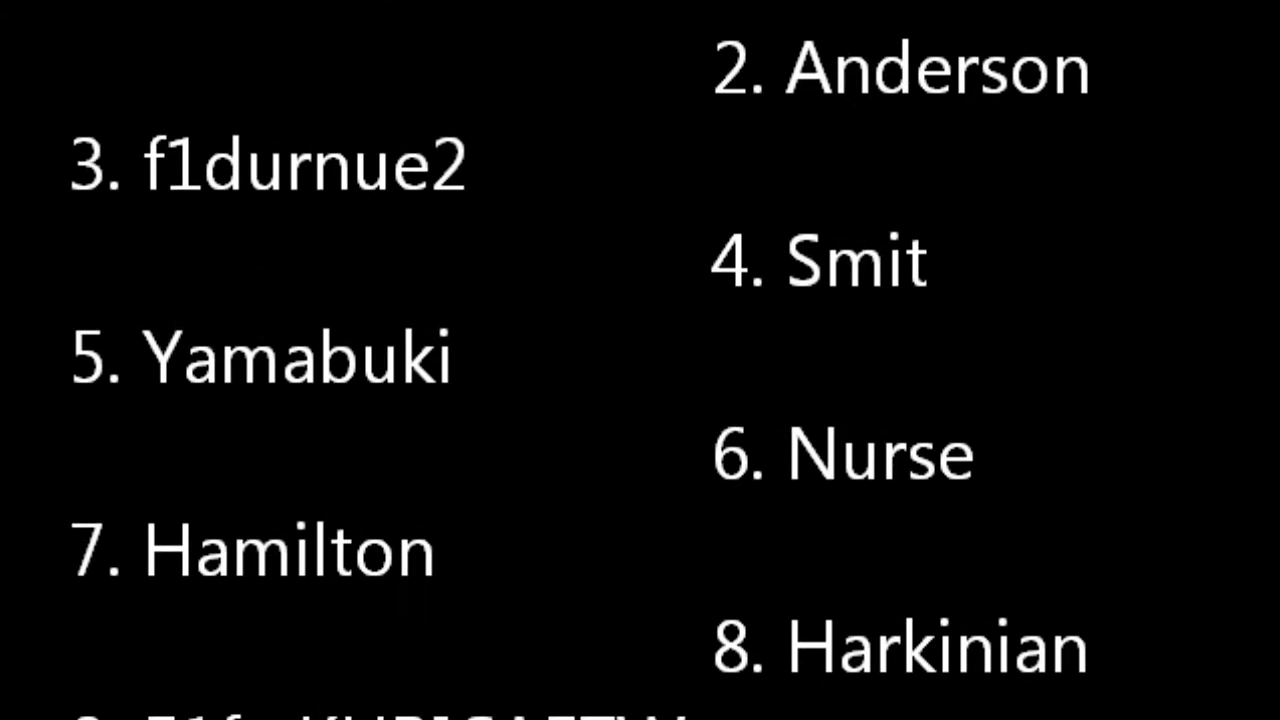 2. Anderson
3. f1durnue2
4. Smit
5. Yamabuki
6. Nurse
7. Hamilton
8. Harkinian